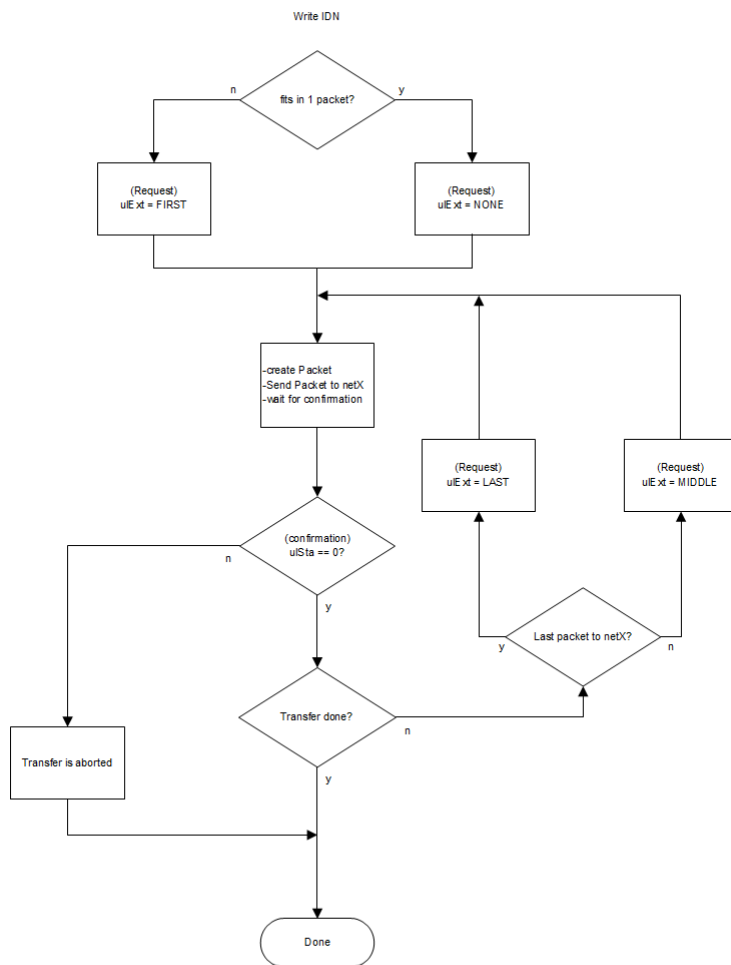 Write IDN
fits in 1 packet?
n
y
(Request)
ulExt = FIRST
(Request)
ulExt = NONE
-create Packet
-Send Packet to netX
-wait for confirmation
(Request)
ulExt = LAST
(Request)
ulExt = MIDDLE
(confirmation)
ulSta == 0?
n
y
Last packet to netX?
y
n
Transfer done?
n
y
Transfer is aborted
Done